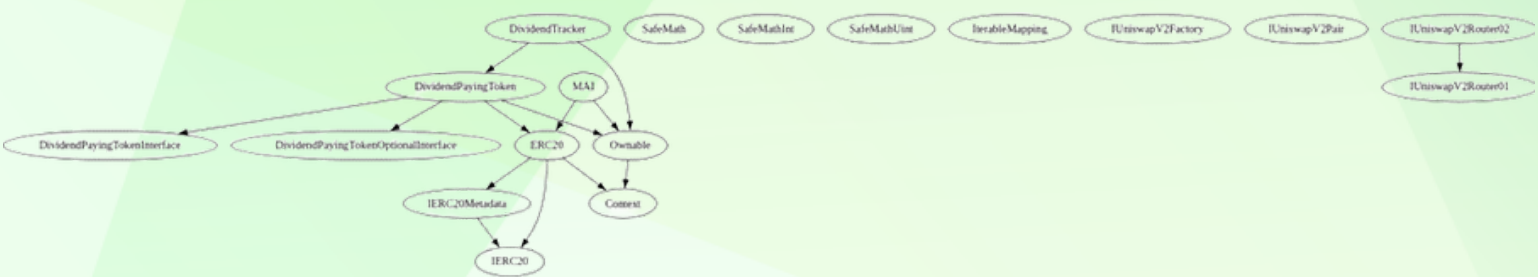 DividendTracker SafeMath SafeMathInt SafeMathUint IterableMapping IUniswapV2Factory IUniswapV2Pair IUniswapV2Router02
DividendPayingToken MAI IUniswapV2Router01
DividendPayingTokenInterface DividendPayingTokenOptionalInterface ERC20 Ownable
IERC20Metadata Context
IERC20